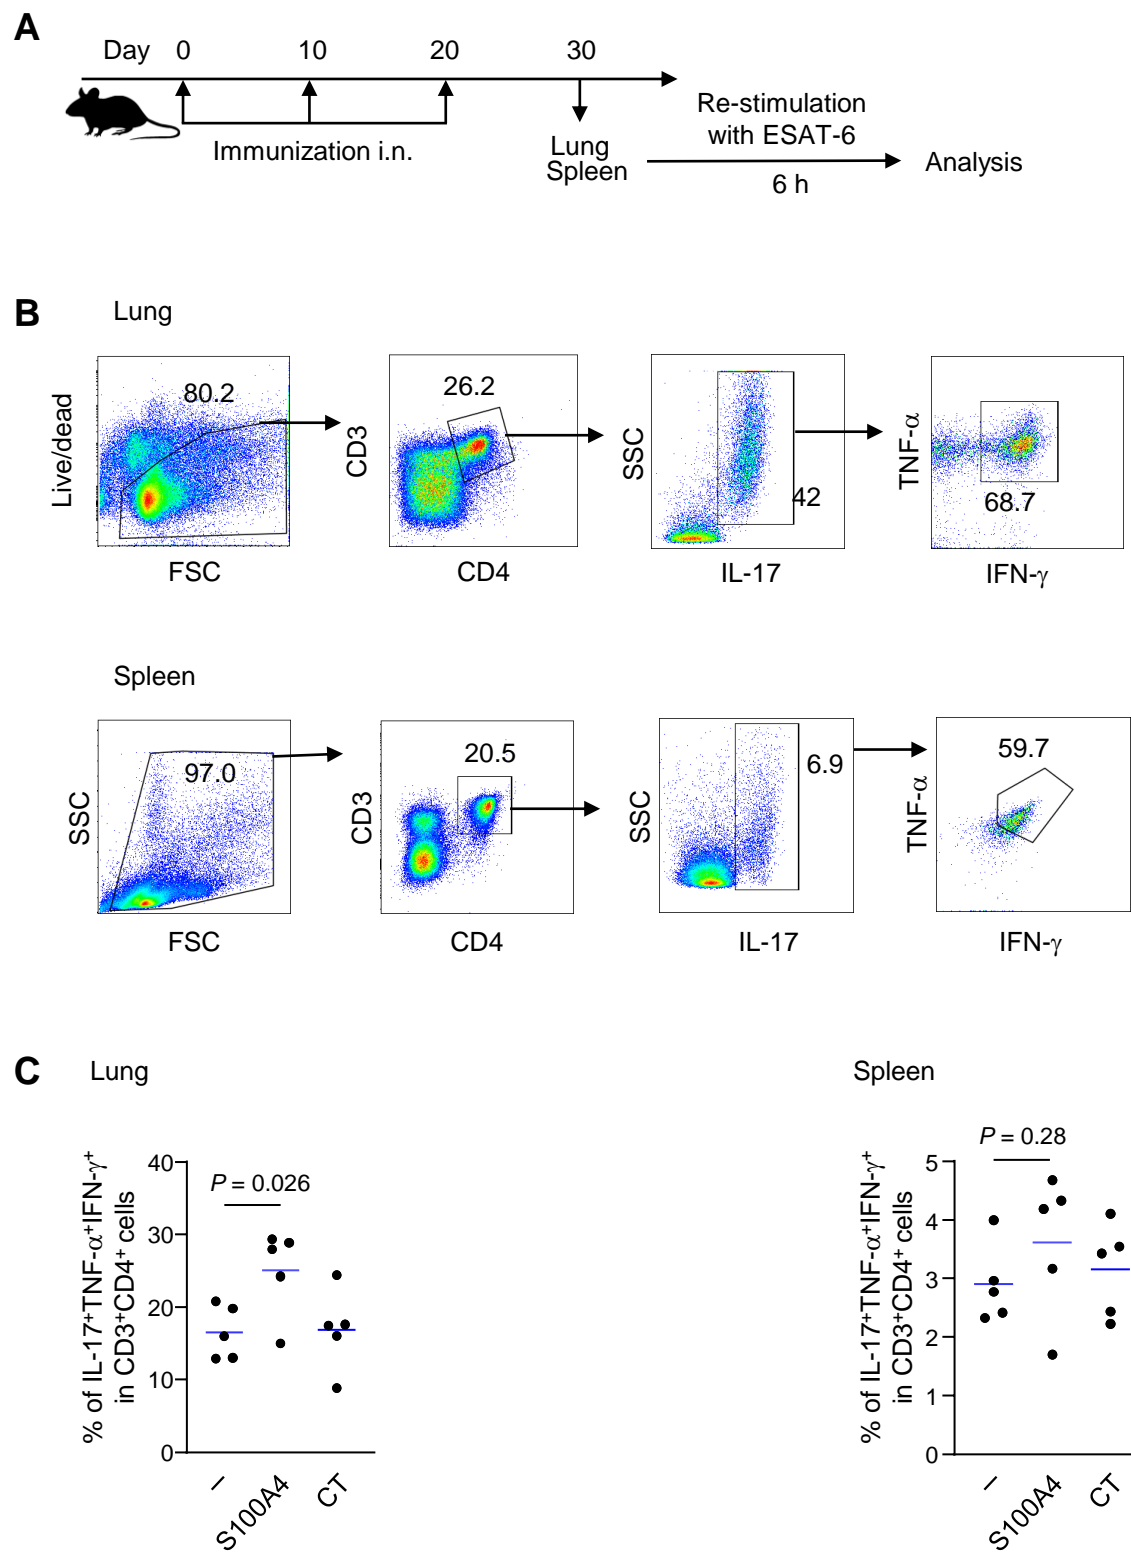 A
Day 0 10 20 30
Immunization i.n.
Lung
Spleen
Re-stimulation
with ESAT-6
6 h
Analysis
B
Lung
80.2
Live/dead
FSC
26.2
CD3
CD4
42
SSC
IL-17
68.7
TNF-α
IFN-γ
Spleen
97.0
SSC
FSC
20.5
CD3
CD4
6.9
SSC
IL-17
59.7
TNF-α
IFN-γ
C
Lung
% of IL-17⁺TNF-α⁺IFN-γ⁺
in CD3⁺CD4⁺ cells
40
30
20
10
0
P = 0.026
–
S100A4
CT
Spleen
% of IL-17⁺TNF-α⁺IFN-γ⁺
in CD3⁺CD4⁺ cells
5
4
3
2
1
0
P = 0.28
–
S100A4
CT